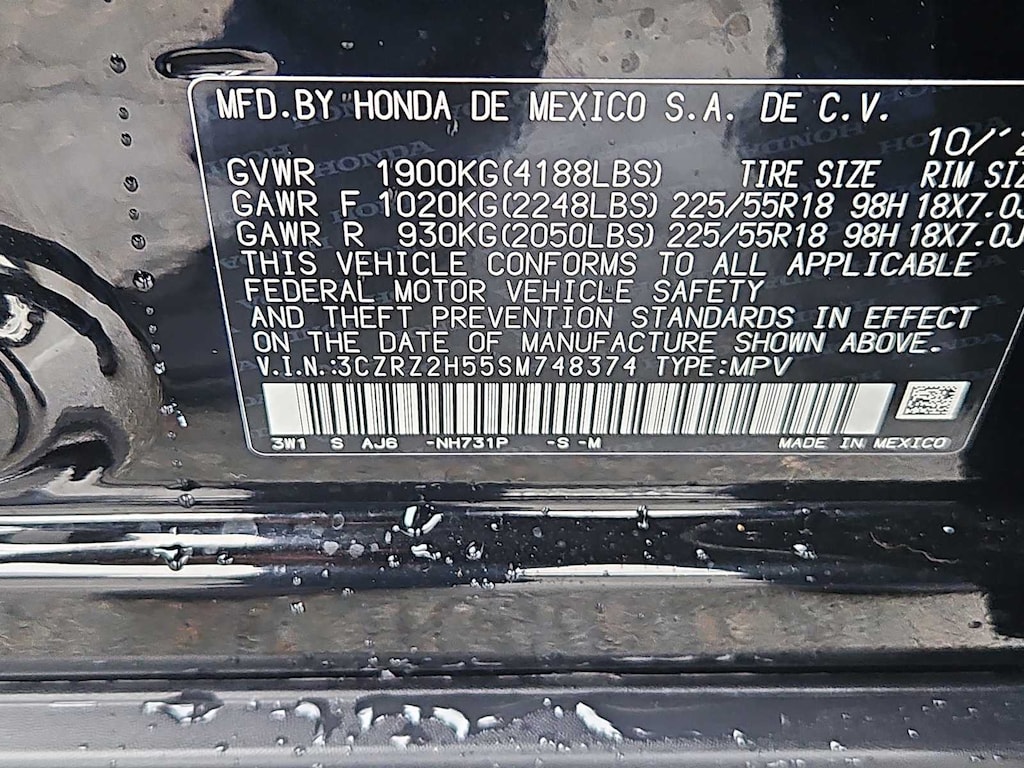 MFD.BY HONDA DE MEXICO S.A. DE C.V.
10/'2
GVWR 1900KG(4188LBS) TIRE SIZE RIM SIZ
GAWR F 1020KG(2248LBS) 225/55R18 98H 18X7.0J
GAWR R 930KG(2050LBS) 225/55R18 98H 18X7.0J
THIS VEHICLE CONFORMS TO ALL APPLICABLE
FEDERAL MOTOR VEHICLE SAFETY
AND THEFT PREVENTION STANDARDS IN EFFECT
ON THE DATE OF MANUFACTURE SHOWN ABOVE.
V.I.N.:3CZRZ2H55SM748374 TYPE:MPV
3W1 S AJ6 -NH731P -S -M MADE IN MEXICO